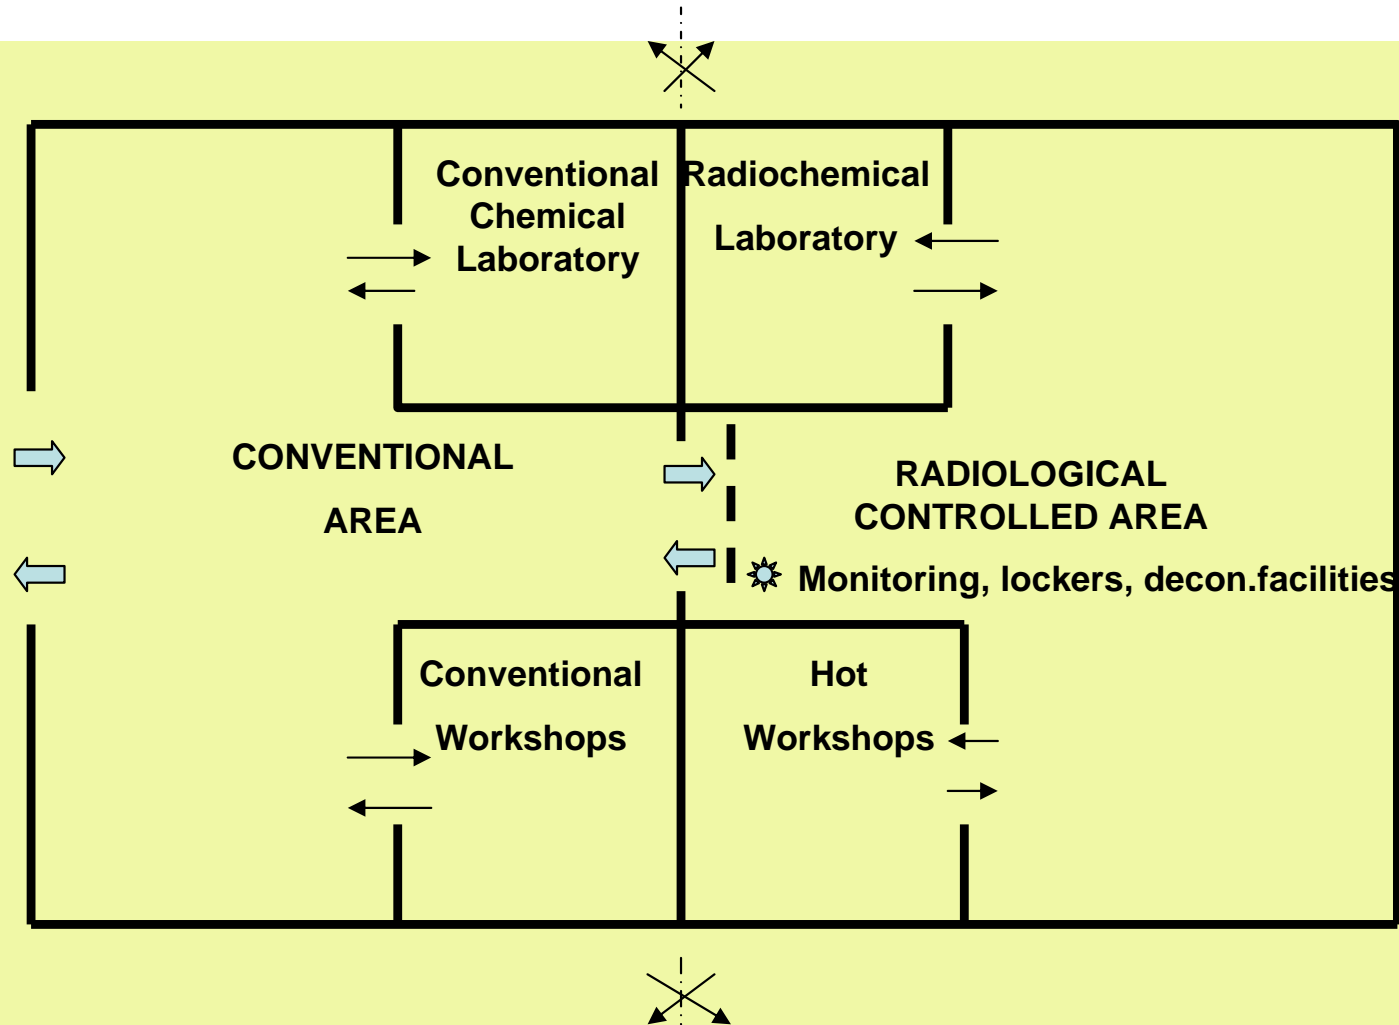 Conventional
Chemical
Laboratory
Radiochemical
Laboratory
CONVENTIONAL
AREA
RADIOLOGICAL
CONTROLLED AREA
Monitoring, lockers, decon.facilities
Conventional
Workshops
Hot
Workshops